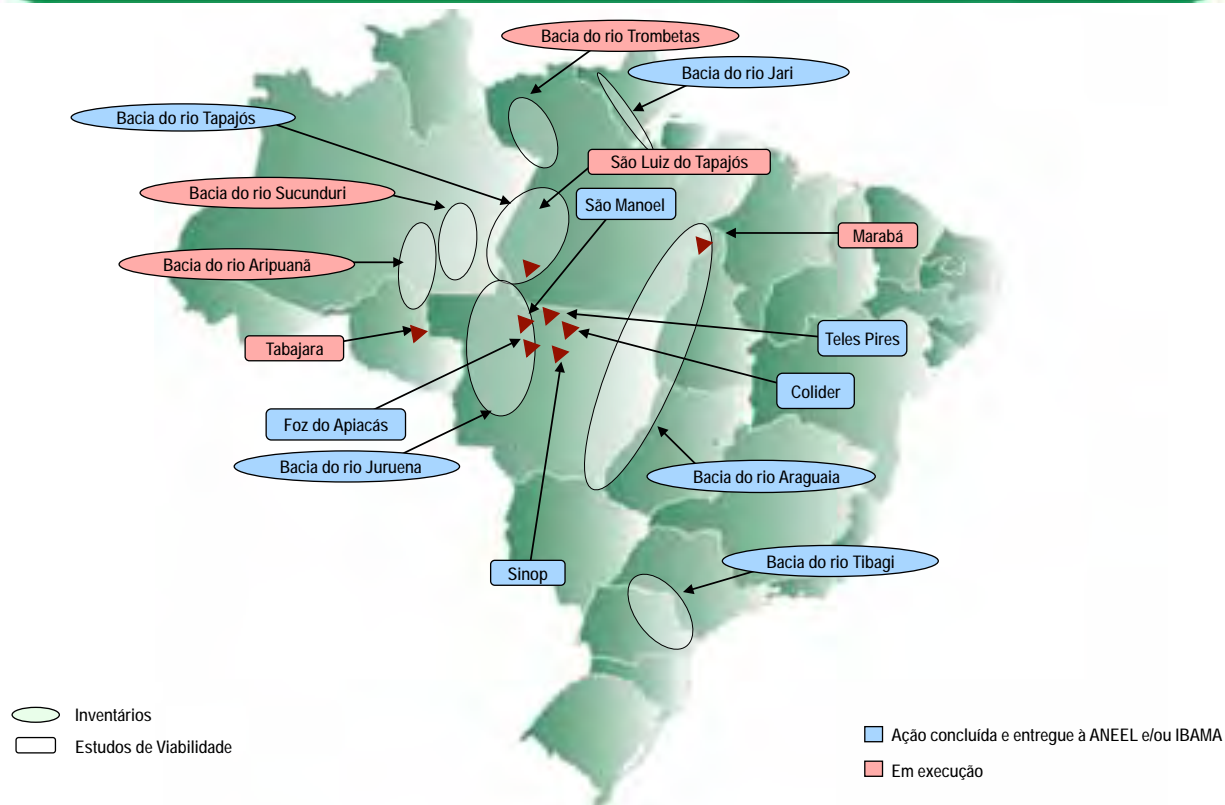 Bacia do rio Trombetas
Bacia do rio Jari
Bacia do rio Tapajós
São Luiz do Tapajós
Bacia do rio Sucunduri
São Manoel
Marabá
Bacia do rio Aripuanã
Tabajara
Teles Pires
Colider
Foz do Apiacás
Bacia do rio Juruena
Bacia do rio Araguaia
Sinop
Bacia do rio Tibagi
Inventários
Estudos de Viabilidade
Ação concluída e entregue à ANEEL e/ou IBAMA
Em execução